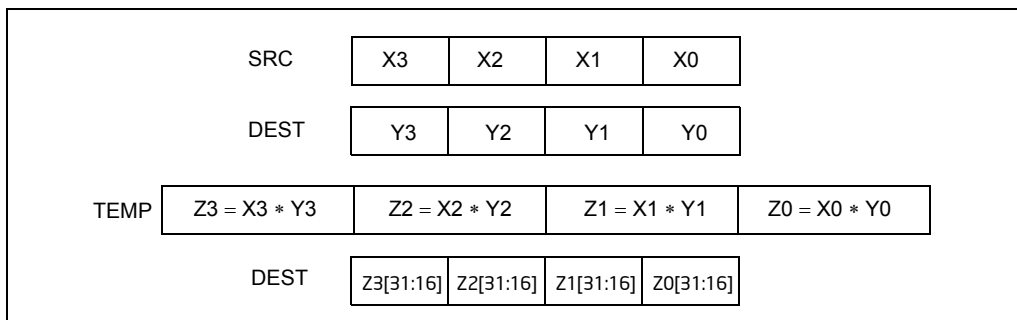 SRC X3 X2 X1 X0
DEST Y3 Y2 Y1 Y0
TEMP Z3 = X3 ∗ Y3 Z2 = X2 ∗ Y2 Z1 = X1 ∗ Y1 Z0 = X0 ∗ Y0
DEST Z3[31:16] Z2[31:16] Z1[31:16] Z0[31:16]